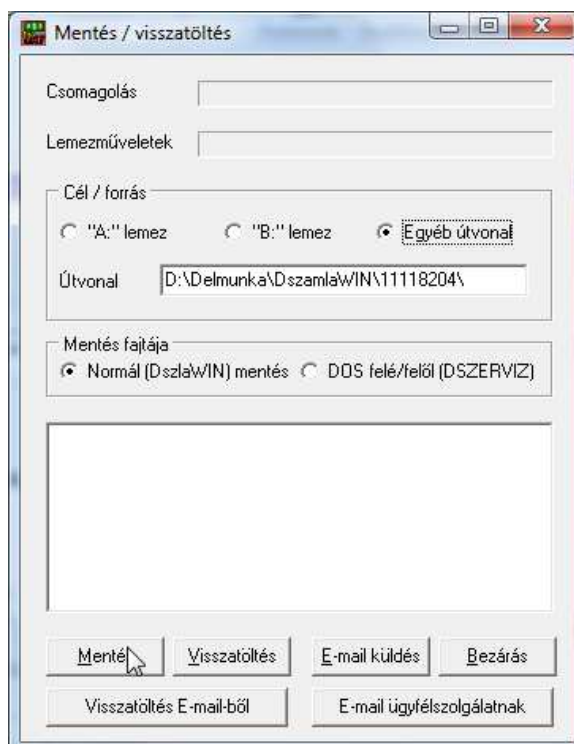 Mentés / visszatöltés
Csomagolás
Lemezműveletek
Cél / forrás
"A:" lemez "B:" lemez Egyéb útvonal
Útvonal D:\Delmunka\DszamlaWIN\11118204\
Mentés fajtája
Normál (DszlaWIN) mentés DOS felé/felől (DSZERVIZ)
Menté Visszatöltés E-mail küldés Bezárás
Visszatöltés E-mail-ből E-mail ügyfélszolgálatnak